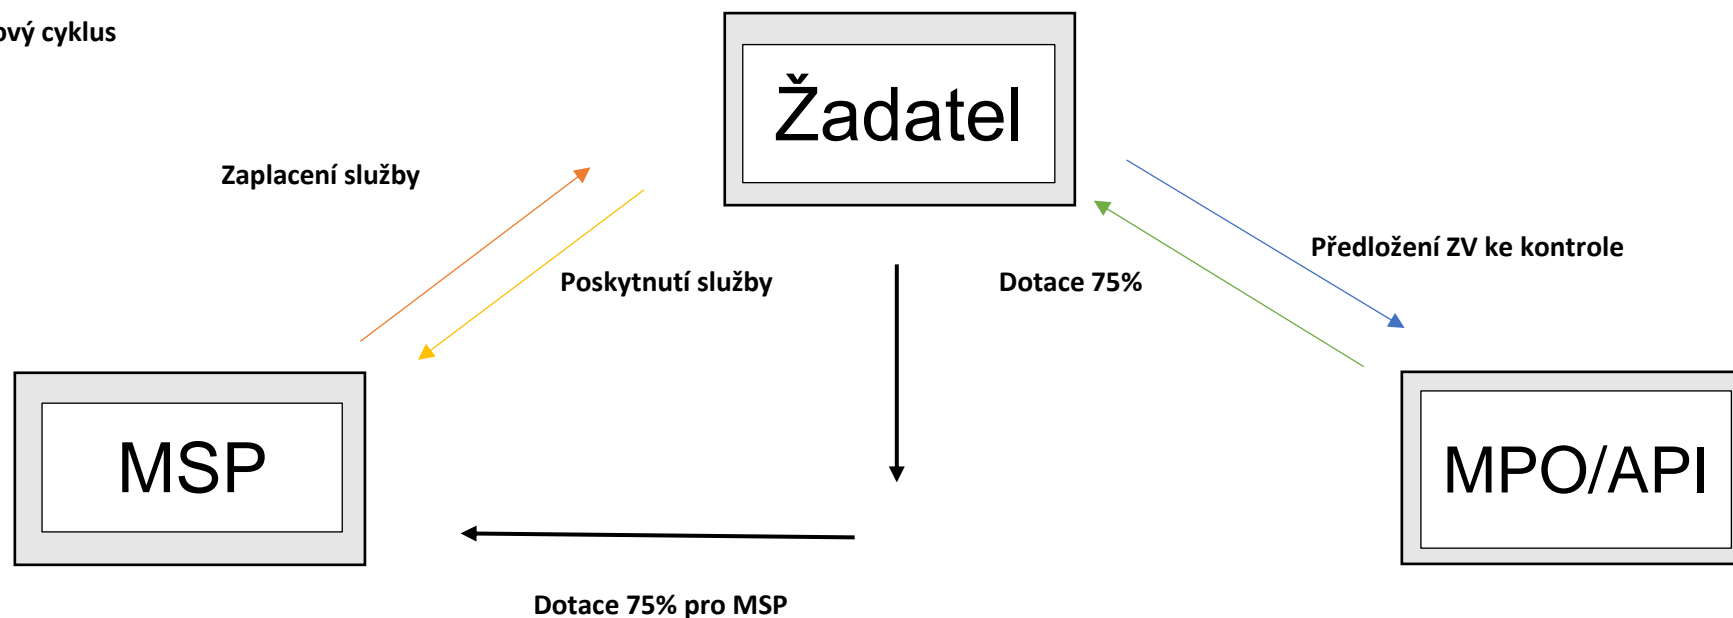 ový cyklus
Žadatel
Zaplacení služby
Předložení ZV ke kontrole
Poskytnutí služby
Dotace 75%
MSP
MPO/API
Dotace 75% pro MSP